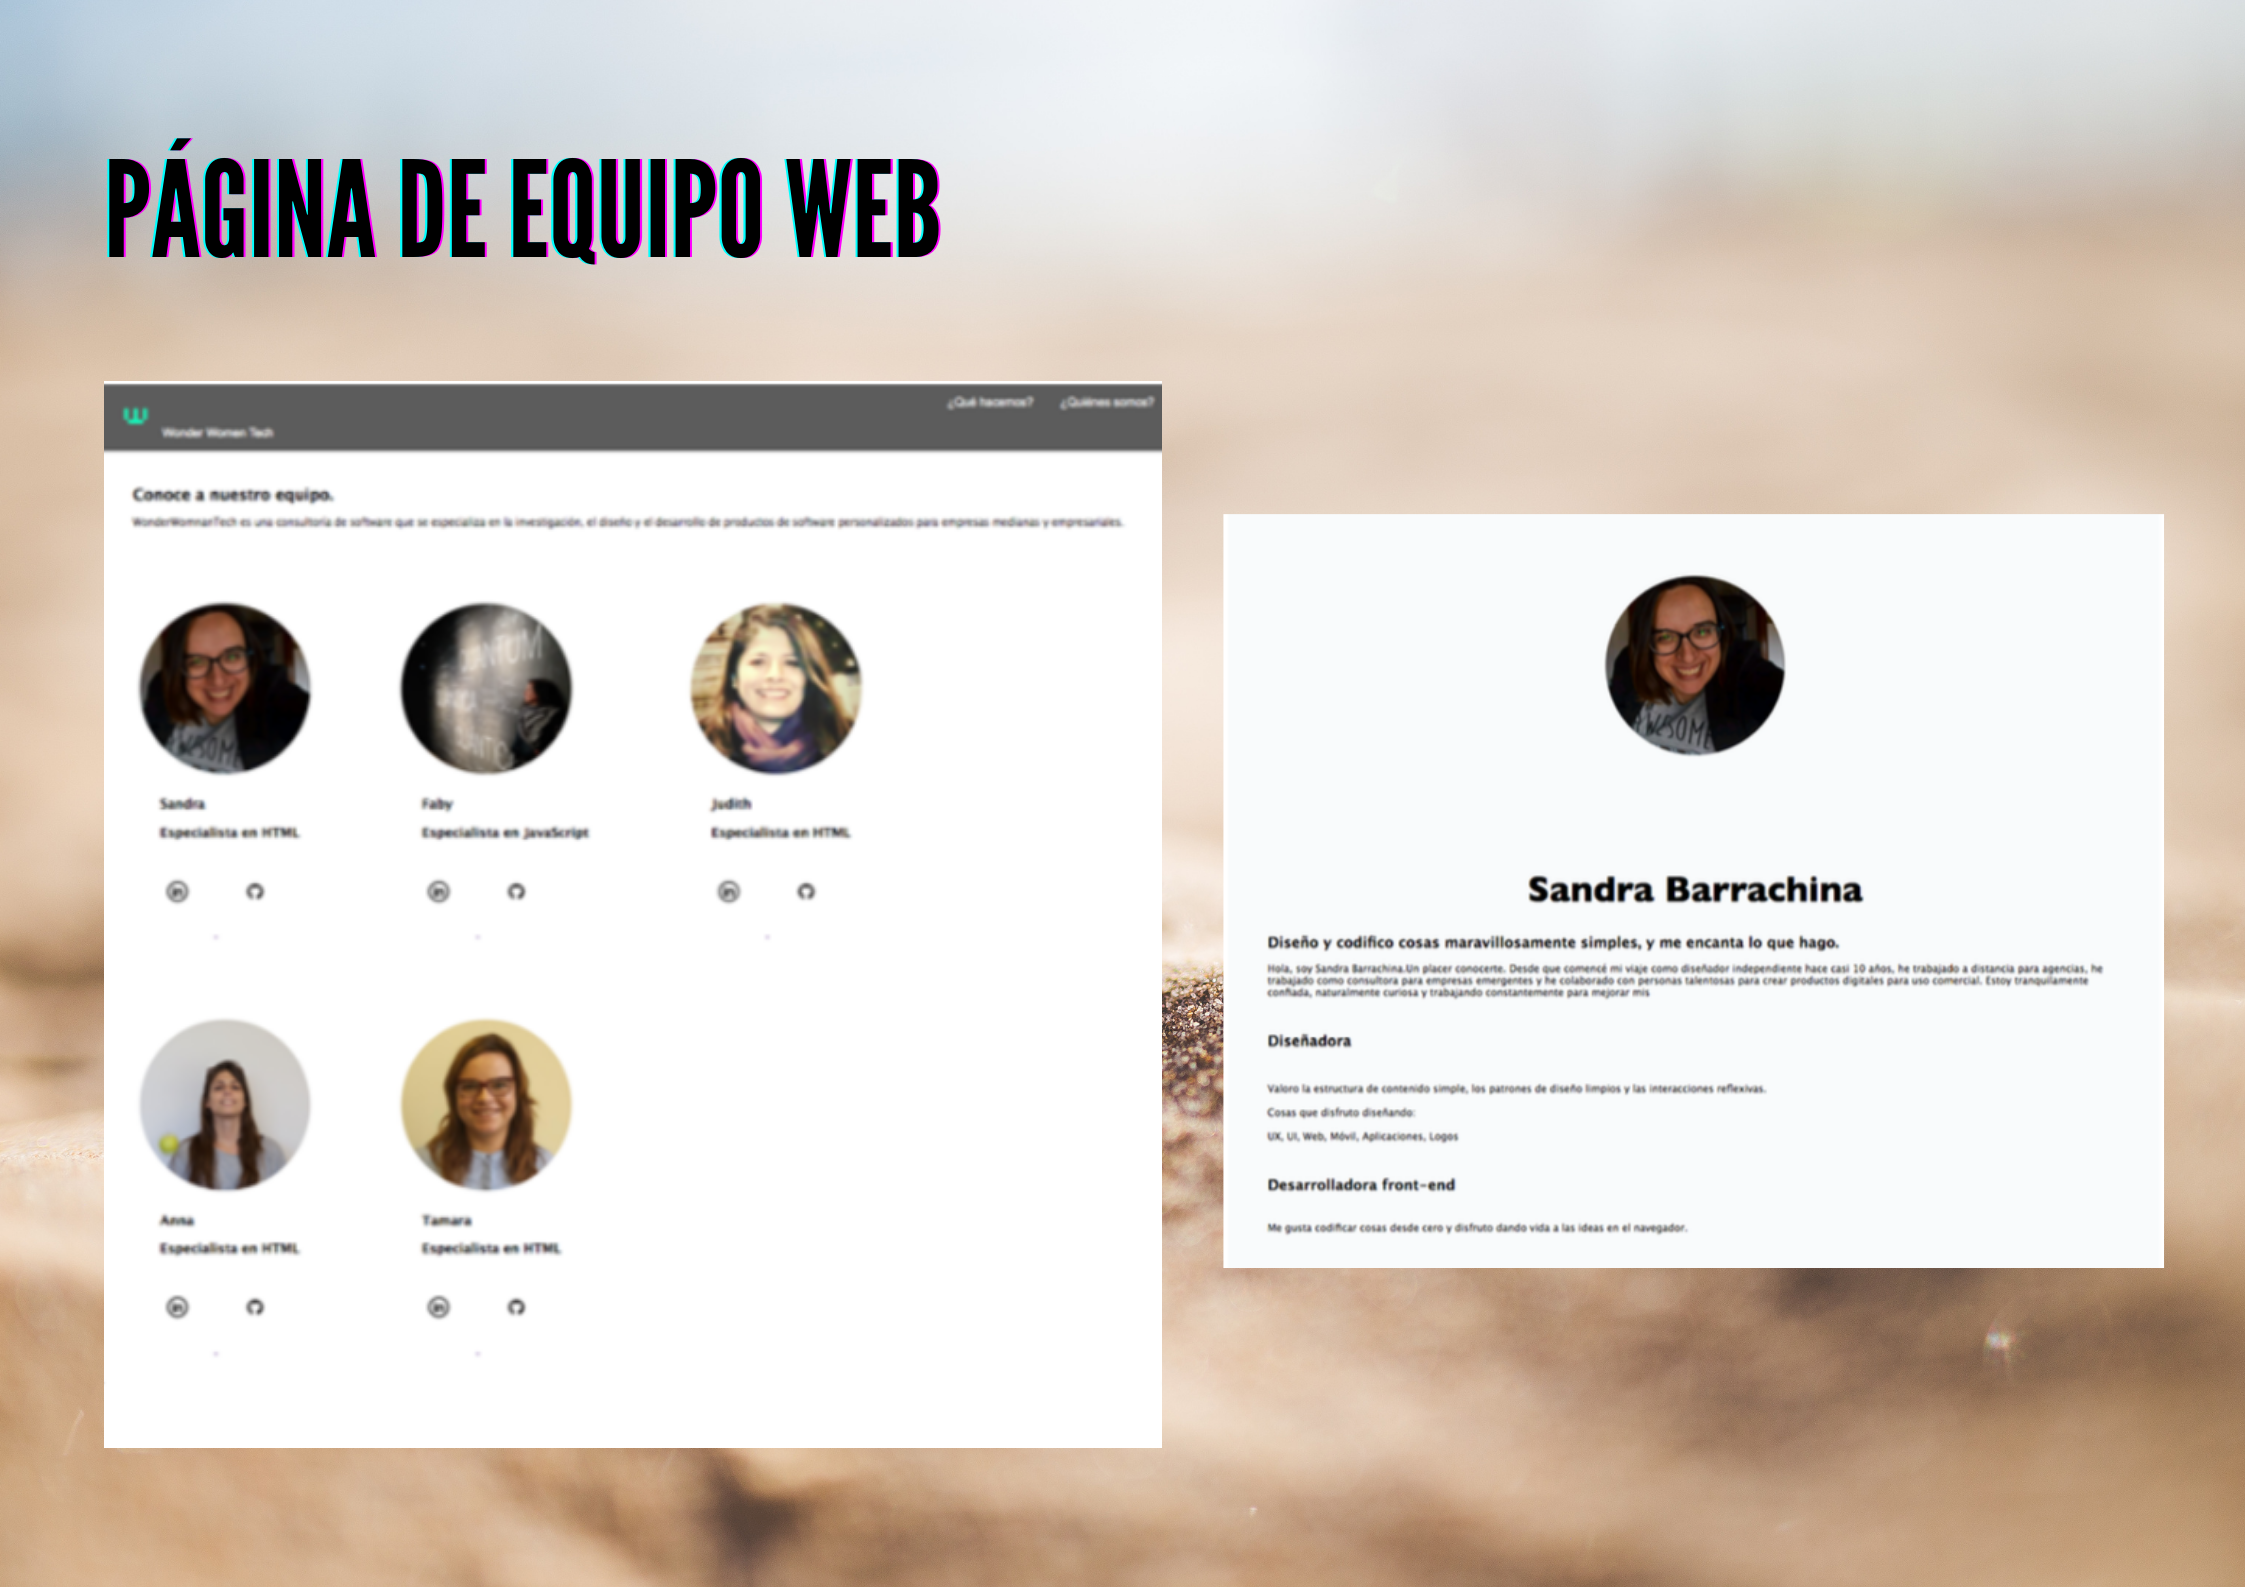 PÁGINA DE EQUIPO WEB
¿Qué hacemos? ¿Quiénes somos?
Wonder Women Tech
Conoce a nuestro equipo.
WonderWomnanTech es una consultoría de software que se especializa en la investigación, el diseño y el desarrollo de productos de software personalizados para empresas medianas y empresariales.
Sandra
Especialista en HTML
Faby
Especialista en JavaScript
Judith
Especialista en HTML
Anna
Especialista en HTML
Tamara
Especialista en HTML
Sandra Barrachina
Diseño y codifico cosas maravillosamente simples, y me encanta lo que hago.
Hola, soy Sandra Barrachina.Un placer conocerte. Desde que comencé mi viaje como diseñador independiente hace casi 10 años, he trabajado a distancia para agencias, he
trabajado como consultora para empresas emergentes y he colaborado con personas talentosas para crear productos digitales para uso comercial. Estoy tranquilamente
confiada, naturalmente curiosa y trabajando constantemente para mejorar mis
Diseñadora
Valoro la estructura de contenido simple, los patrones de diseño limpios y las interacciones reflexivas.
Cosas que disfruto diseñando:
UX, UI, Web, Móvil, Aplicaciones, Logos
Desarrolladora front-end
Me gusta codificar cosas desde cero y disfruto dando vida a las ideas en el navegador.